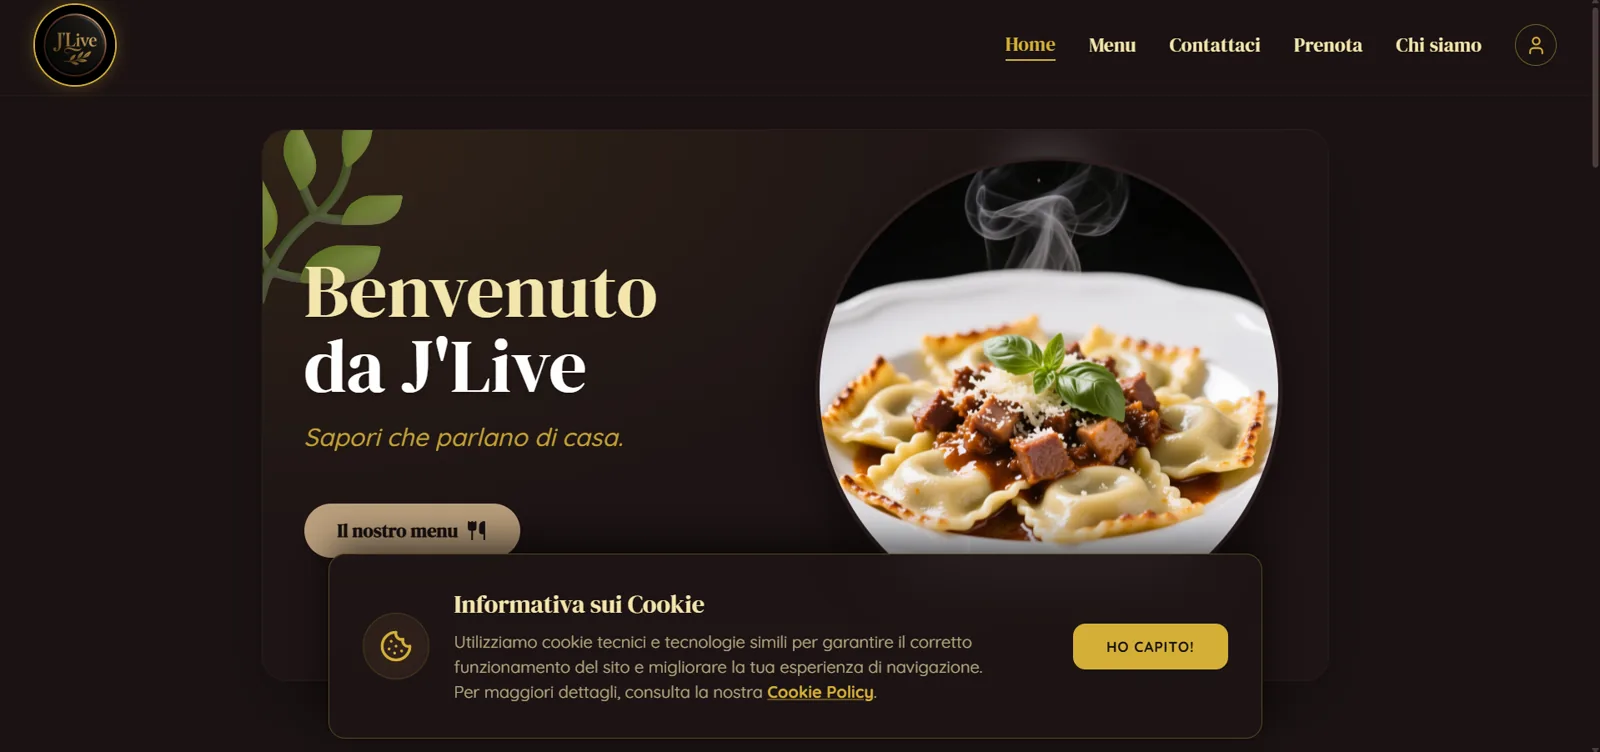 J'Live
Home
Menu
Contattaci
Prenota
Chi siamo
Benvenuto
da J'Live
Sapori che parlano di casa.
Il nostro menu
Informativa sui Cookie
Utilizziamo cookie tecnici e tecnologie simili per garantire il corretto
funzionamento del sito e migliorare la tua esperienza di navigazione.
Per maggiori dettagli, consulta la nostra Cookie Policy.
HO CAPITO!